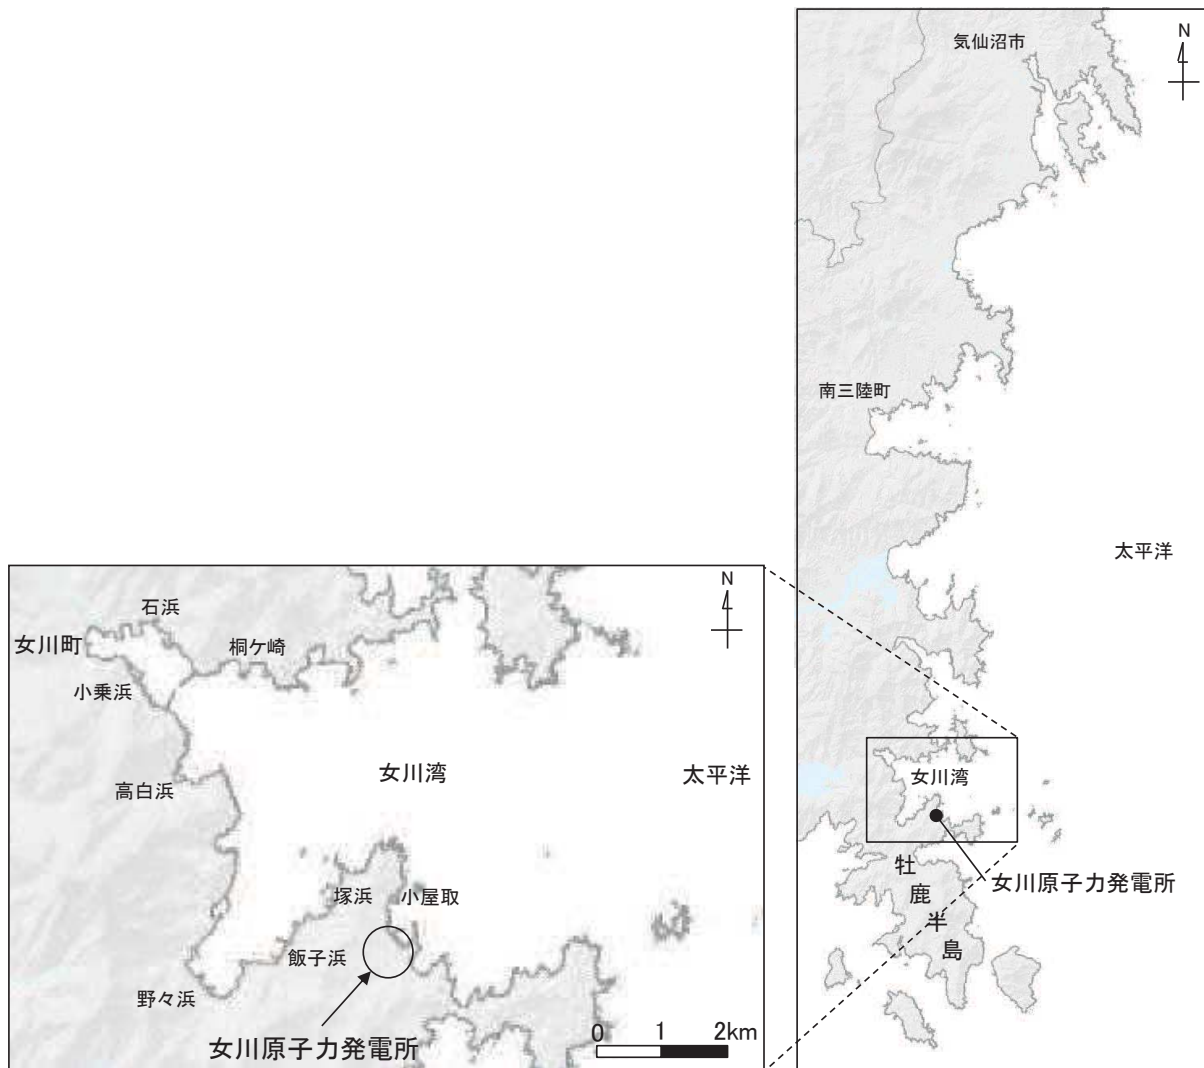 気仙沼市
N
南三陸町
太平洋
女川湾
女川原子力発電所
牡鹿半島
石浜
N
女川町
桐ケ崎
小乗浜
女川湾
太平洋
高白浜
塚浜
小屋取
飯子浜
野々浜
女川原子力発電所
0 1 2km